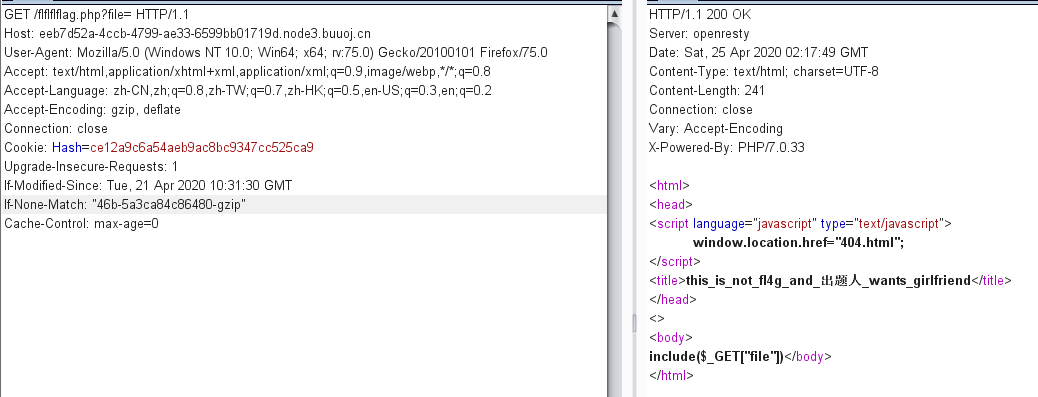 GET /flflflflag.php?file= HTTP/1.1
Host: eeb7d52a-4ccb-4799-ae33-6599bb01719d.node3.buuoj.cn
User-Agent: Mozilla/5.0 (Windows NT 10.0; Win64; x64; rv:75.0) Gecko/20100101 Firefox/75.0
Accept: text/html,application/xhtml+xml,application/xml;q=0.9,image/webp,*/*;q=0.8
Accept-Language: zh-CN,zh;q=0.8,zh-TW;q=0.7,zh-HK;q=0.5,en-US;q=0.3,en;q=0.2
Accept-Encoding: gzip, deflate
Connection: close
Cookie: Hash=ce12a9c6a54aeb9ac8bc9347cc525ca9
Upgrade-Insecure-Requests: 1
If-Modified-Since: Tue, 21 Apr 2020 10:31:30 GMT
If-None-Match: "46b-5a3ca84c86480-gzip"
Cache-Control: max-age=0
HTTP/1.1 200 OK
Server: openresty
Date: Sat, 25 Apr 2020 02:17:49 GMT
Content-Type: text/html; charset=UTF-8
Content-Length: 241
Connection: close
Vary: Accept-Encoding
X-Powered-By: PHP/7.0.33
<html>
<head>
<script language="javascript" type="text/javascript">
window.location.href="404.html";
</script>
<title>this_is_not_fl4g_and_出题人_wants_girlfriend</title>
</head>
<>
<body>
include($_GET["file"])</body>
</html>